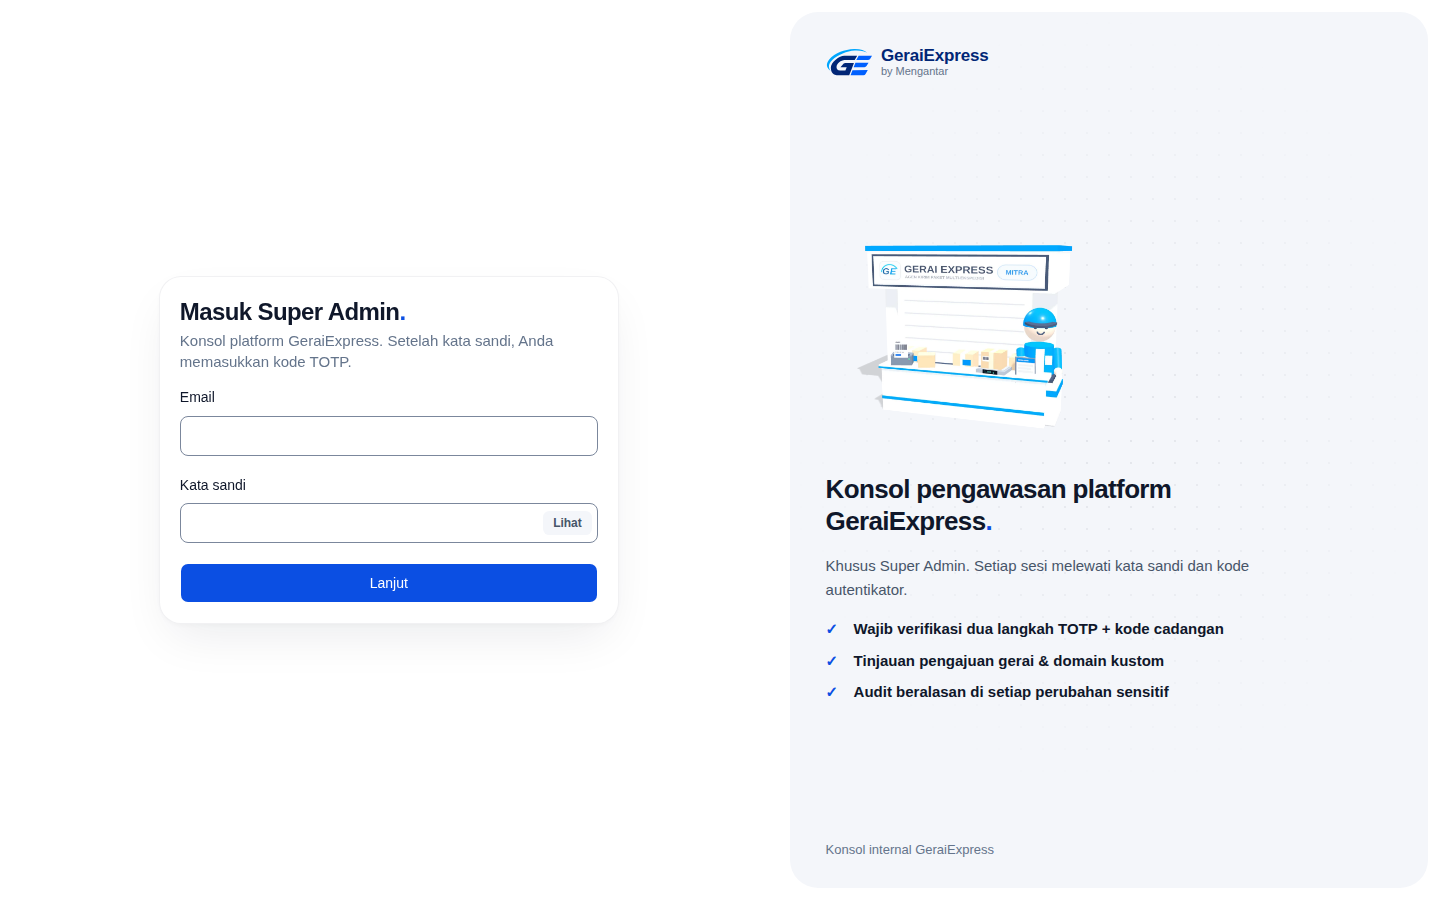 Masuk Super Admin.
Konsol platform GeraiExpress. Setelah kata sandi, Anda
memasukkan kode TOTP.
Email
Kata sandi
Lihat
Lanjut
GeraiExpress
by Mengantar
GE
GERAI EXPRESS
MITRA
Konsol pengawasan platform
GeraiExpress.
Khusus Super Admin. Setiap sesi melewati kata sandi dan kode
autentikator.
✓ Wajib verifikasi dua langkah TOTP + kode cadangan
✓ Tinjauan pengajuan gerai & domain kustom
✓ Audit beralasan di setiap perubahan sensitif
Konsol internal GeraiExpress